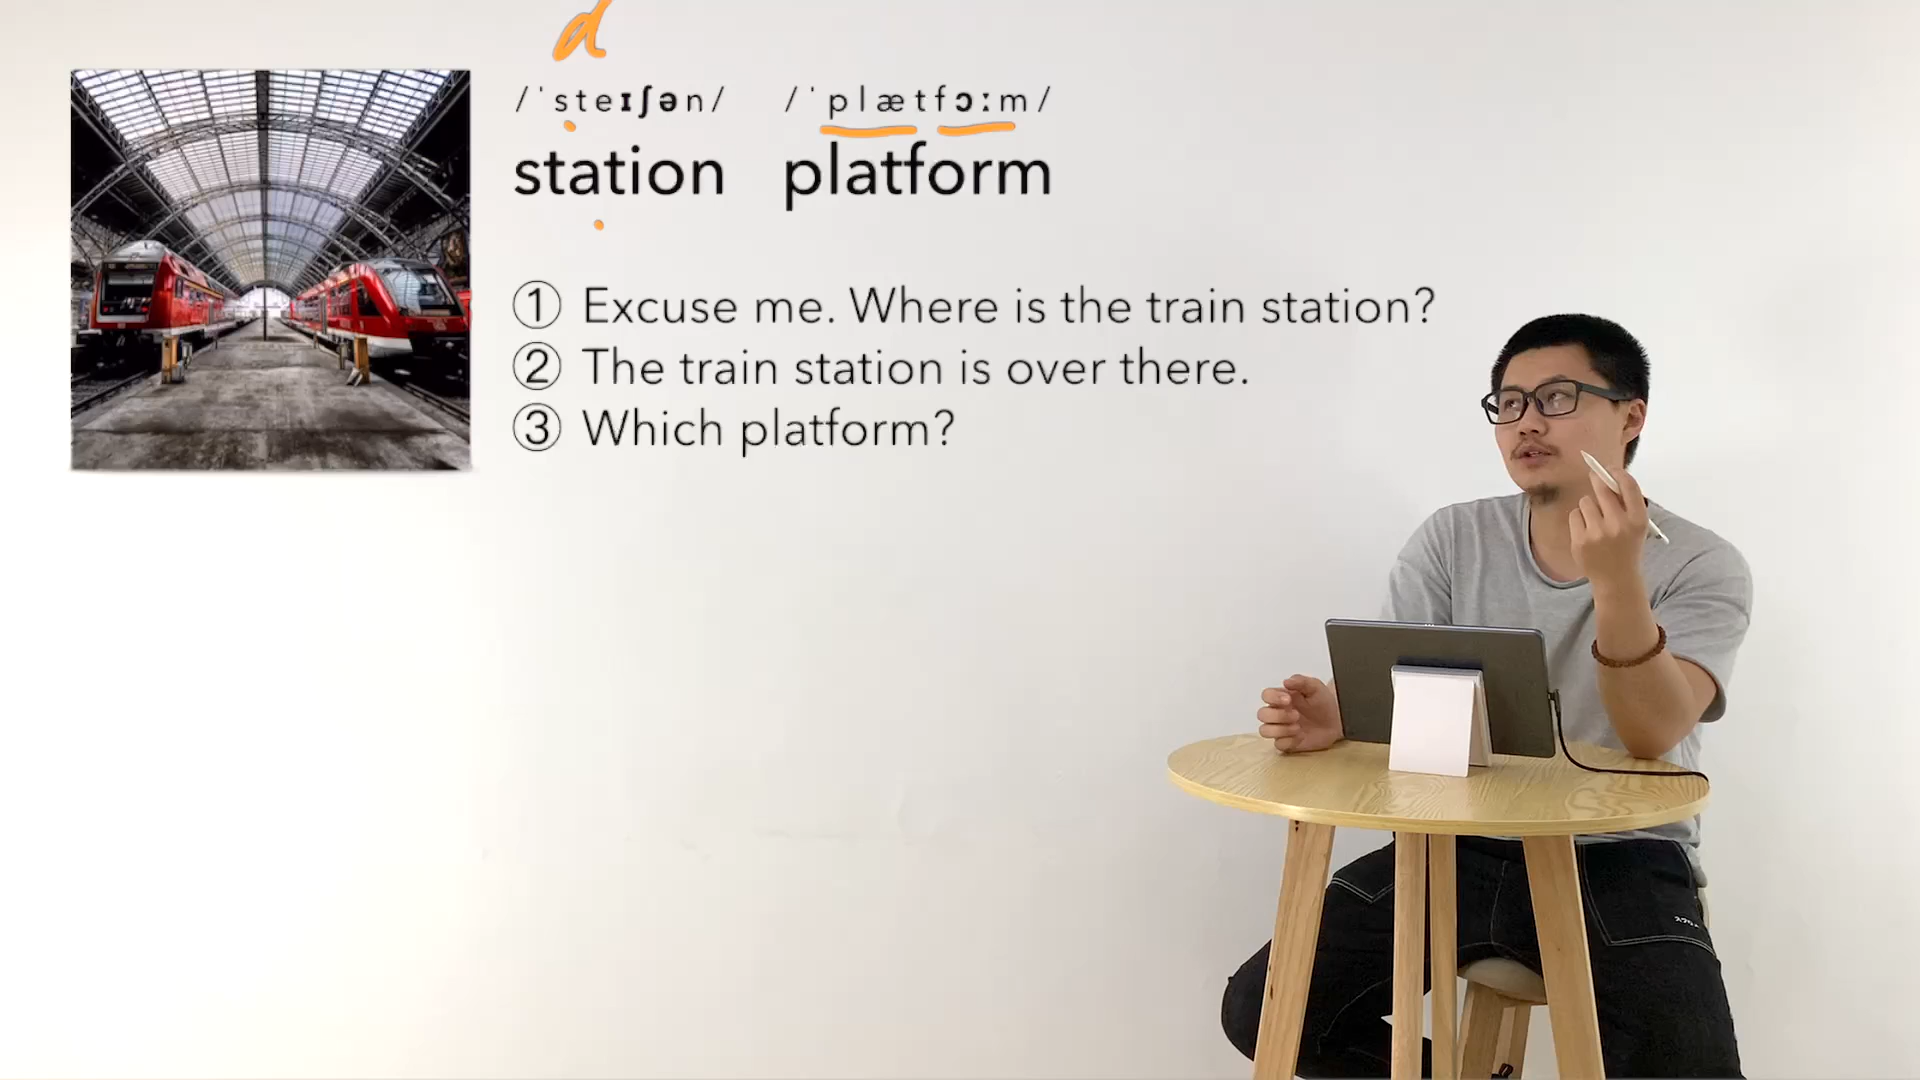 d
/ˈsteɪʃən/ /ˈplætfɔːm/
station platform
① Excuse me. Where is the train station?
② The train station is over there.
③ Which platform?